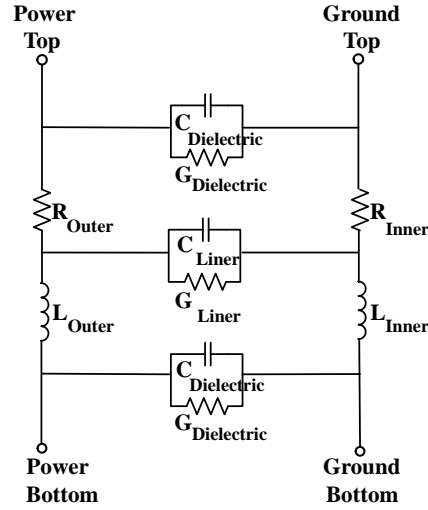 Power
Top
Ground
Top
C Dielectric
G Dielectric
R Outer
R Inner
C Liner
G Liner
L Outer
L Inner
C Dielectric
G Dielectric
Power
Bottom
Ground
Bottom